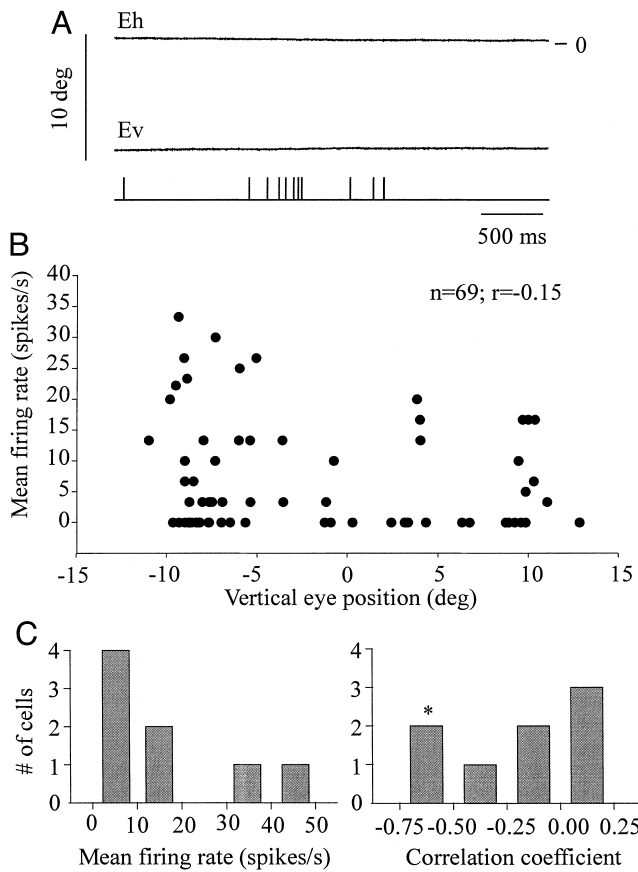 A
Eh
0
10 deg
Ev
500 ms
B
n=69; r=-0.15
Mean firing rate (spikes/s)
40
35
30
25
20
15
10
5
0
-15 -10 -5 0 5 10 15
Vertical eye position (deg)
C
# of cells
4
3
2
1
0
0 10 20 30 40 50
Mean firing rate (spikes/s)
4
3
2
1
0
*
-0.75 -0.50 -0.25 0.00 0.25
Correlation coefficient